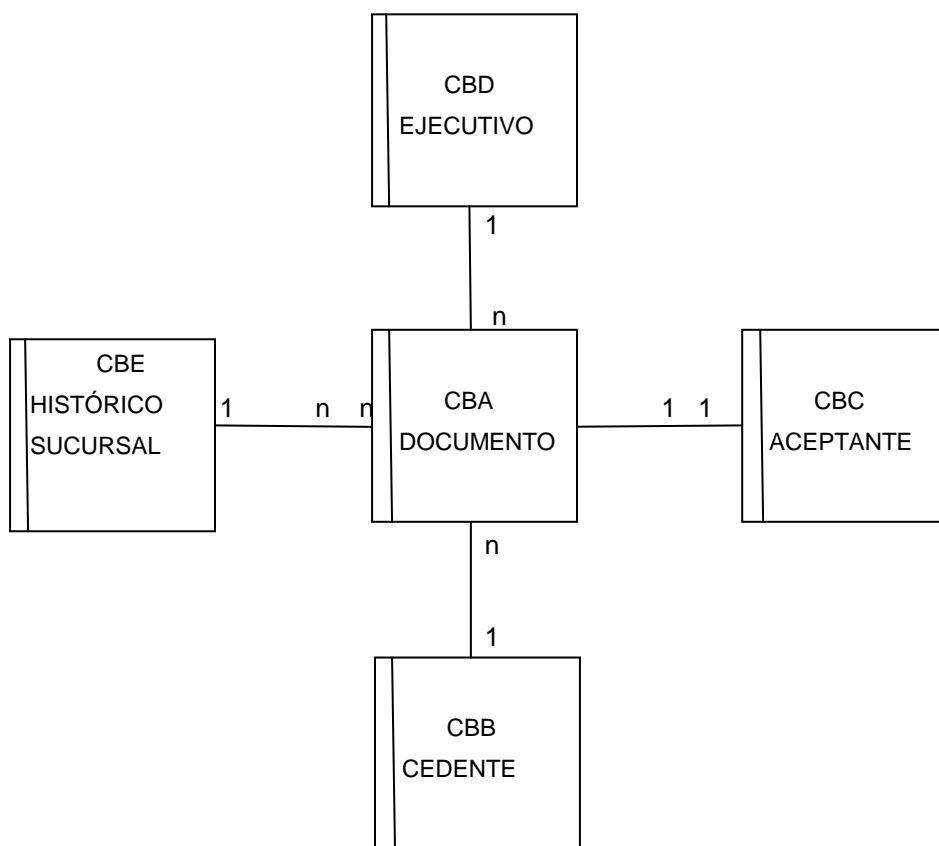 CBD
EJECUTIVO
1
n
CBE
HISTÓRICO
SUCURSAL
1 n n
CBA
DOCUMENTO
1 1
CBC
ACEPTANTE
n
1
CBB
CEDENTE